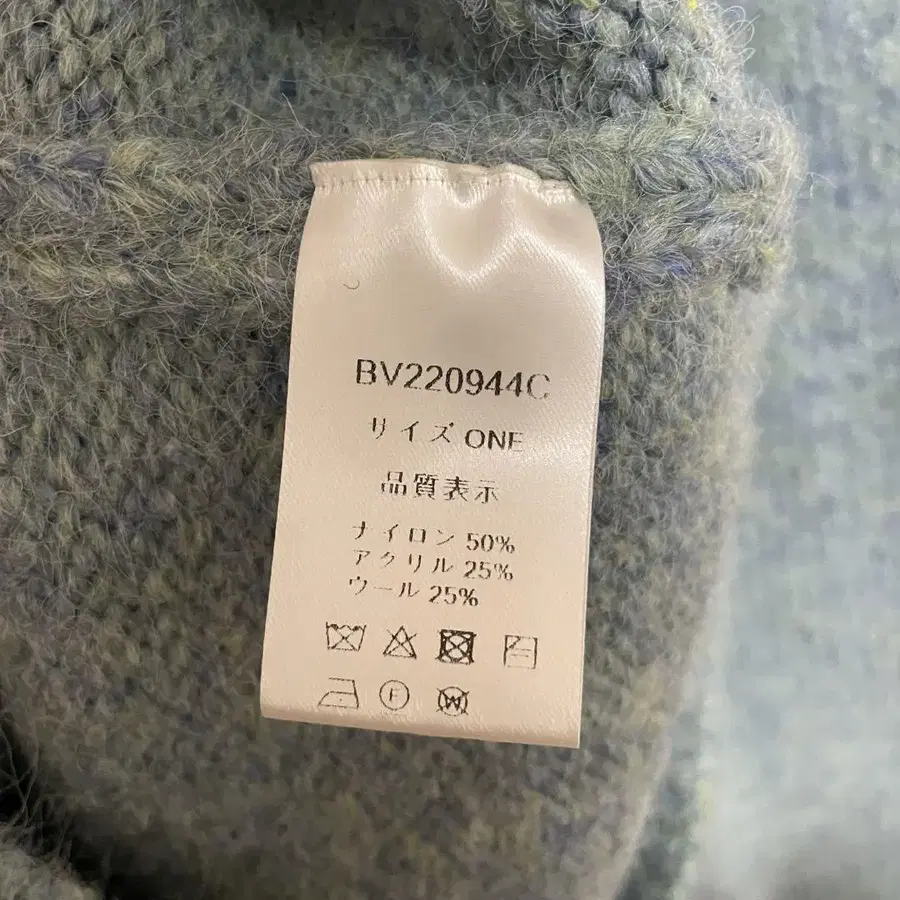 BV220944C
サイズ ONE
品質表示
ナイロン 50%
アクリル 25%
ウール 25%
F W